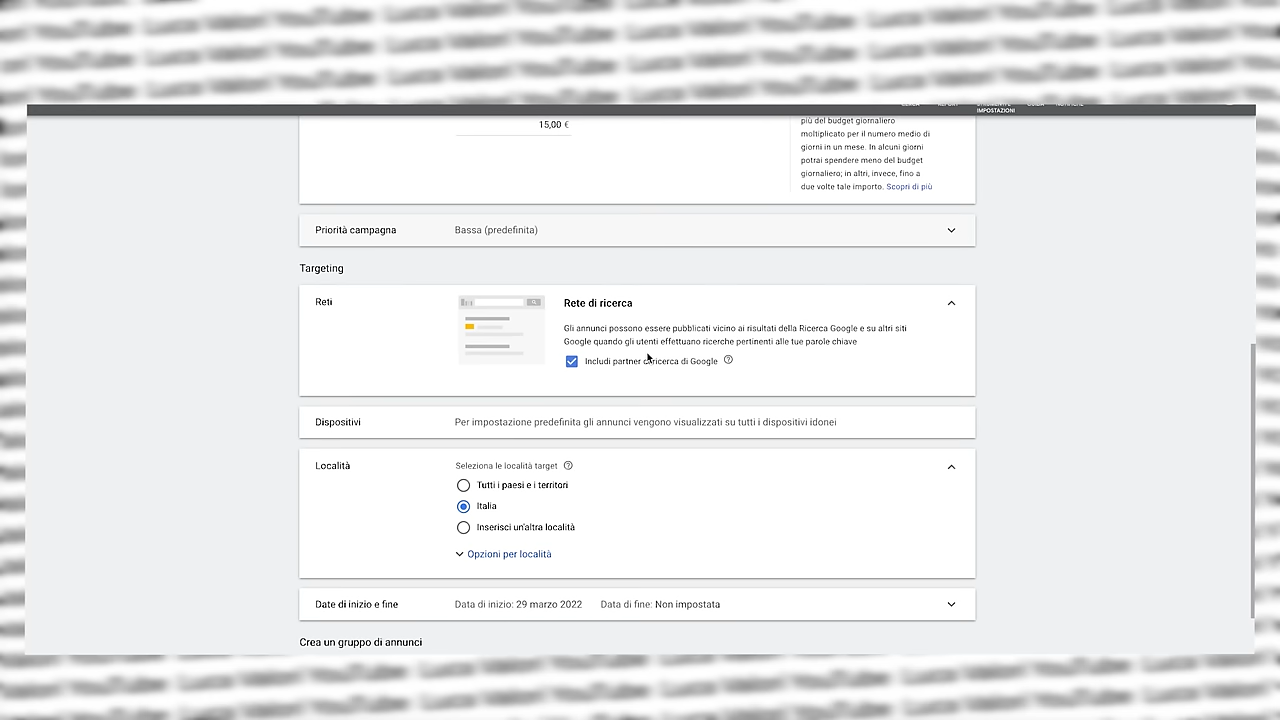 IMPOSTAZIONI
15,00 €
più del budget giornaliero
moltiplicato per il numero medio di
giorni in un mese. In alcuni giorni
potrai spendere meno del budget
giornaliero; in altri, invece, fino a
due volte tale importo. Scopri di più
Priorità campagna
Bassa (predefinita)
Targeting
Reti
Rete di ricerca
Gli annunci possono essere pubblicati vicino ai risultati della Ricerca Google e su altri siti
Google quando gli utenti effettuano ricerche pertinenti alle tue parole chiave
Includi partner di ricerca di Google
Dispositivi
Per impostazione predefinita gli annunci vengono visualizzati su tutti i dispositivi idonei
Località
Seleziona le località target
Tutti i paesi e i territori
Italia
Inserisci un'altra località
Opzioni per località
Date di inizio e fine
Data di inizio: 29 marzo 2022 Data di fine: Non impostata
Crea un gruppo di annunci